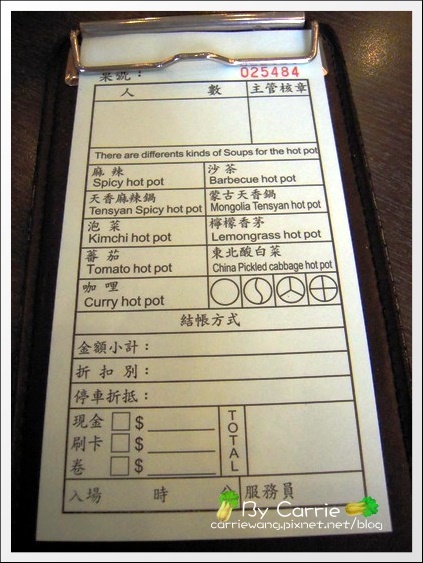 桌號：
025484
人 數 主管核章
There are differents kinds of Soups for the hot pot
麻辣 沙茶
Spicy hot pot Barbecue hot pot
天香麻辣鍋 蒙古天香鍋
Tensyan Spicy hot pot Mongolia Tensyan hot pot
泡菜 檸檬香茅
Kimchi hot pot Lemongrass hot pot
蕃茄 東北酸白菜
Tomato hot pot China Pickled cabbage hot pot
咖哩
Curry hot pot
結帳方式
金額小計：
折扣別：
停車折抵：
現金 $
刷卡 $
卷 $
TOTAL
入場 時 分 服務員
By Carrie
carriewang.pixnet.net/blog